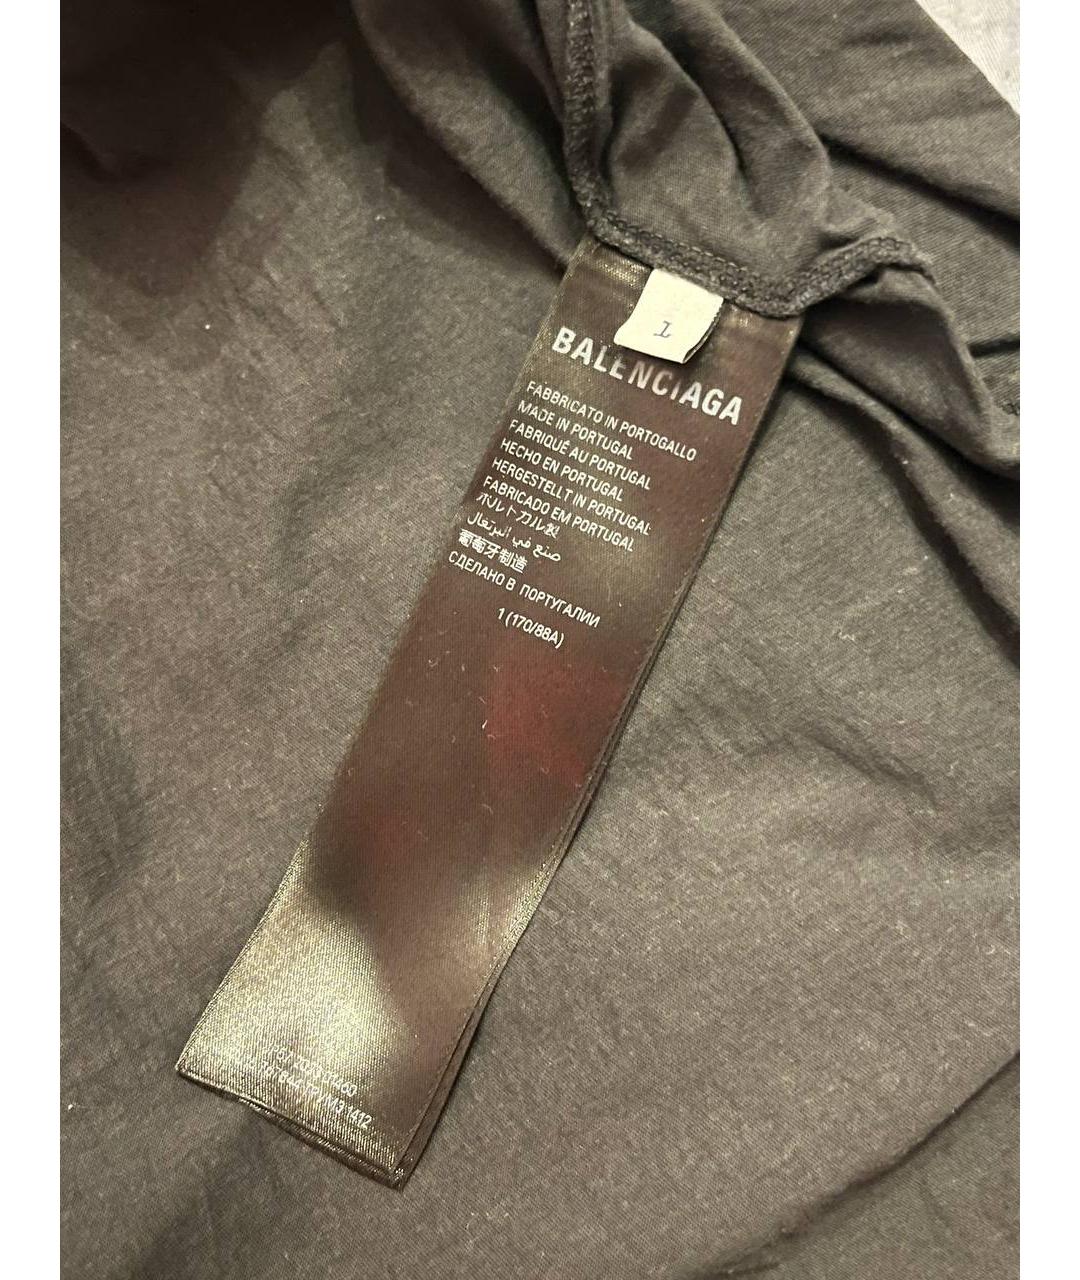 1
BALENCIAGA
FABBRICATO IN PORTOGALLO
MADE IN PORTUGAL
FABRIQUÉ AU PORTUGAL
HECHO EN PORTUGAL
HERGESTELLT IN PORTUGAL
FABRICADO EM PORTUGAL
ポルトガル製
صنع في البرتغال
葡萄牙制造
СДЕЛАНО В ПОРТУГАЛИИ
1 (170/88A)